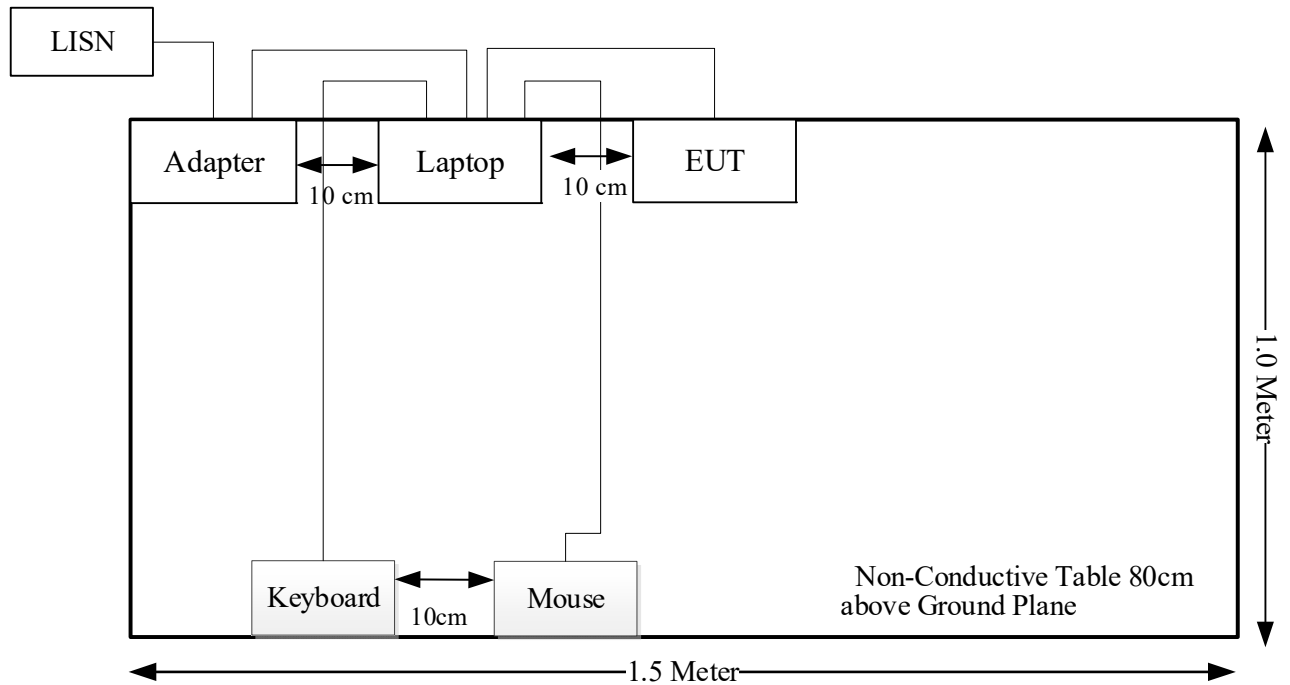 LISN
Adapter
Laptop
EUT
10 cm
10 cm
1.0 Meter
Keyboard
Mouse
10cm
Non-Conductive Table 80cm
above Ground Plane
1.5 Meter